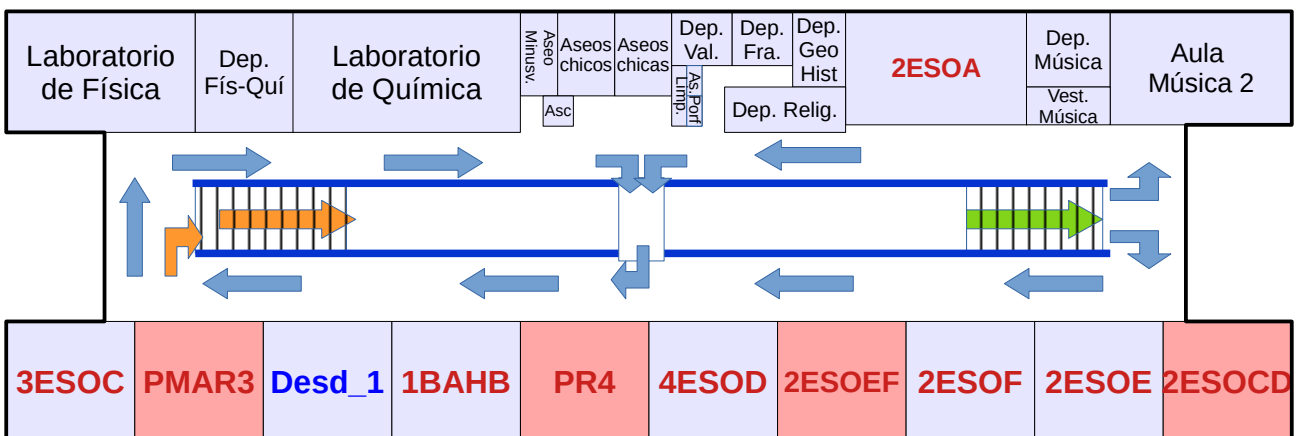 Laboratorio
de Física
Dep.
Fís-Quí
Laboratorio
de Química
Aseo
Minusv.
Aseos
chicos
Asc
Aseos
chicas
Dep.
Val.
Limp.
As.Porf
Dep.
Fra.
Dep.
Geo
Hist
Dep. Relig.
2ESOA
Dep.
Música
Vest.
Música
Aula
Música 2
3ESOC
PMAR3
Desd_1
1BAHB
PR4
4ESOD
2ESOEF
2ESOF
2ESOE
2ESOCD